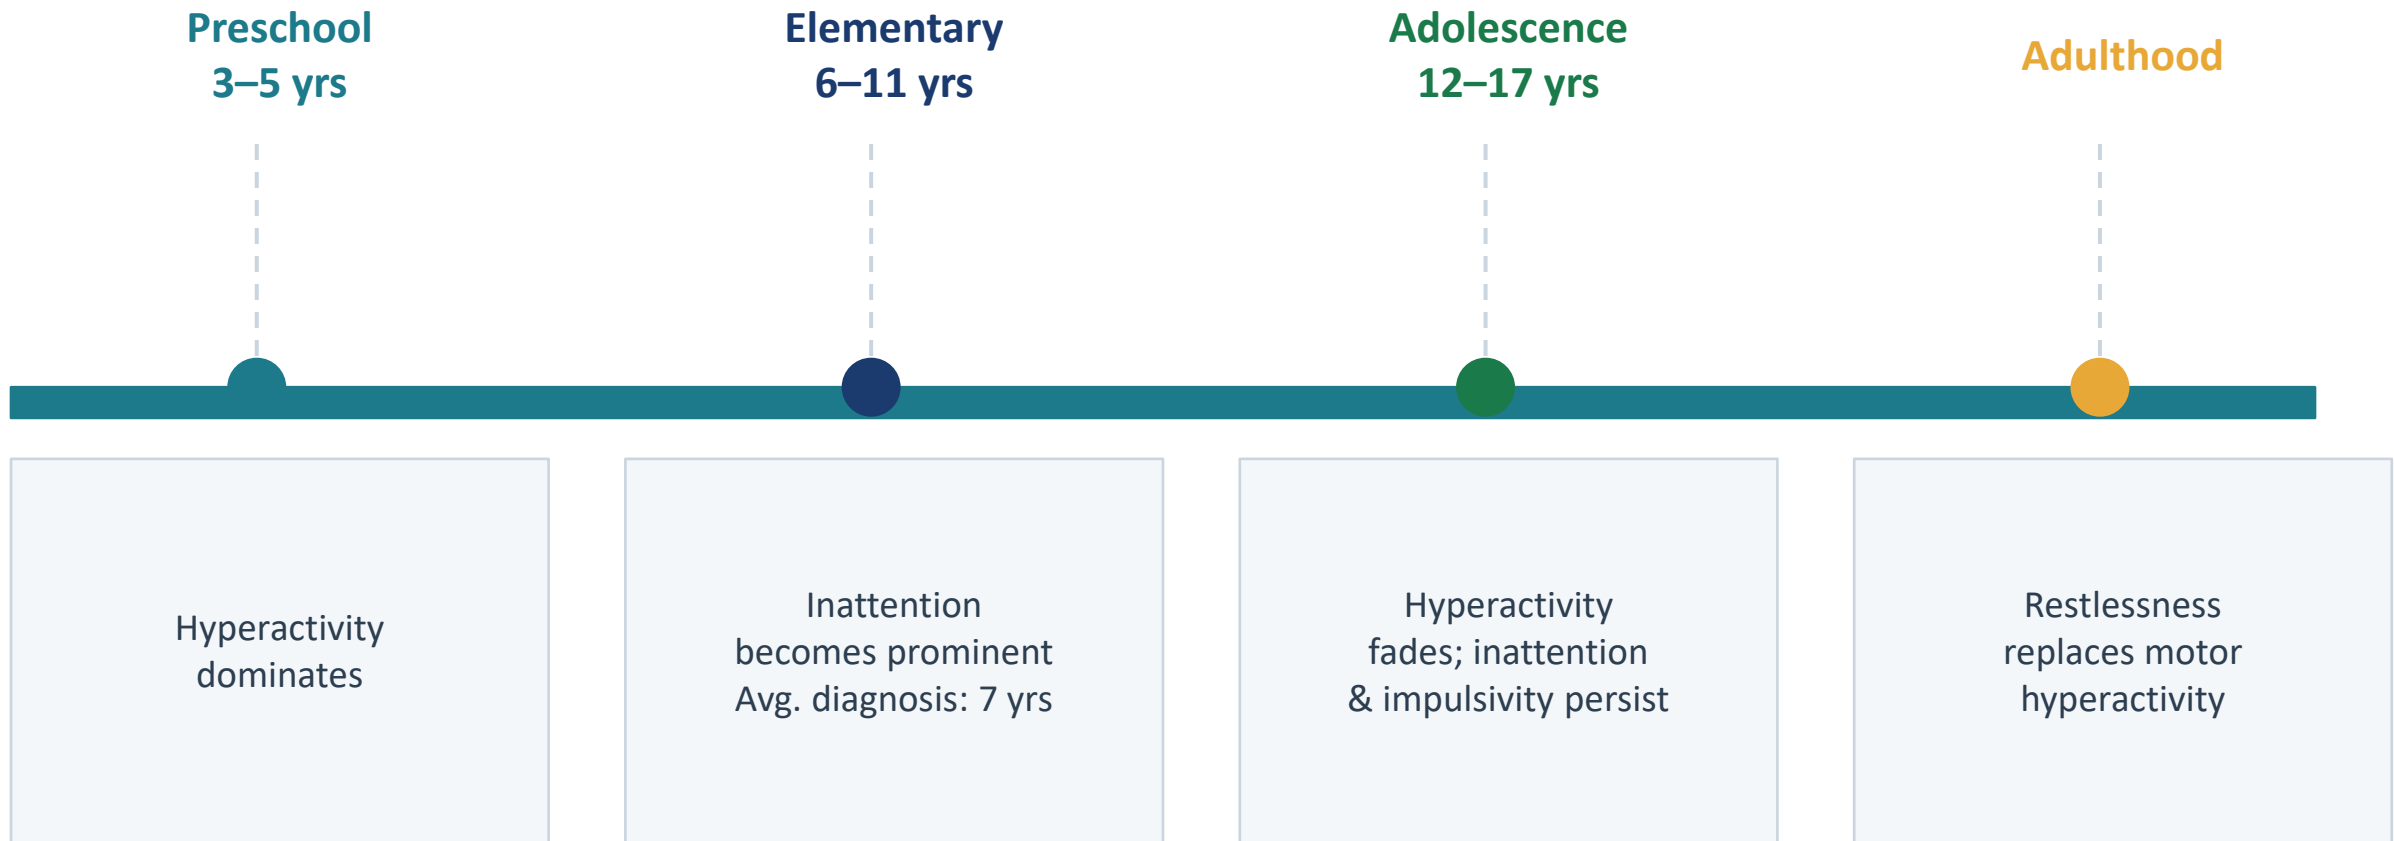 Preschool
3–5 yrs
Elementary
6–11 yrs
Adolescence
12–17 yrs
Adulthood
Hyperactivity
dominates
Inattention
becomes prominent
Avg. diagnosis: 7 yrs
Hyperactivity
fades; inattention
& impulsivity persist
Restlessness
replaces motor
hyperactivity